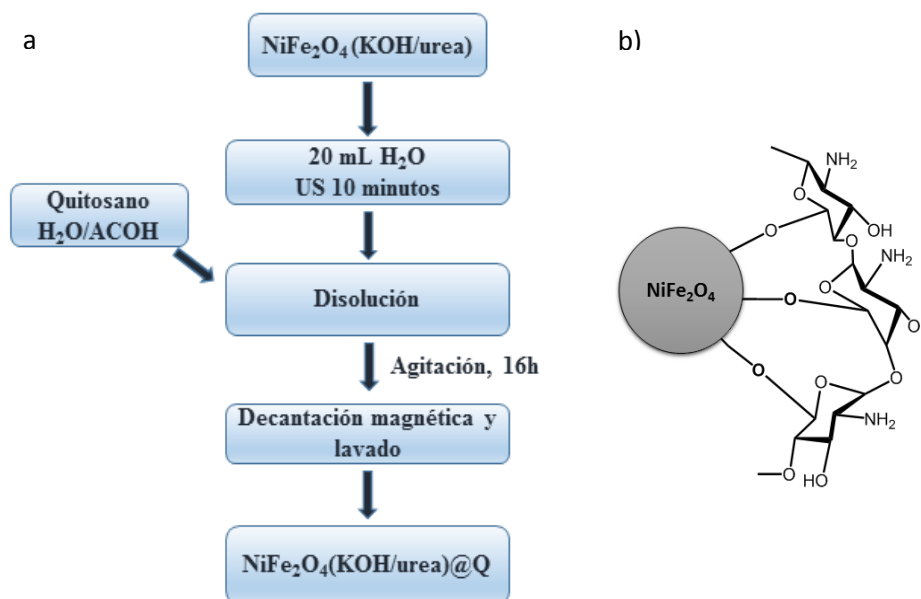 a
NiFe₂O₄ (KOH/urea)
20 mL H₂O
US 10 minutos
Quitosano
H₂O/ACOH
Disolución
Agitación, 16h
Decantación magnética y
lavado
NiFe₂O₄(KOH/urea)@Q
b)
NH₂
O
O
OH
O
NH₂
O
NiFe₂O₄
O
O
O
O
O
NH₂
O
HO